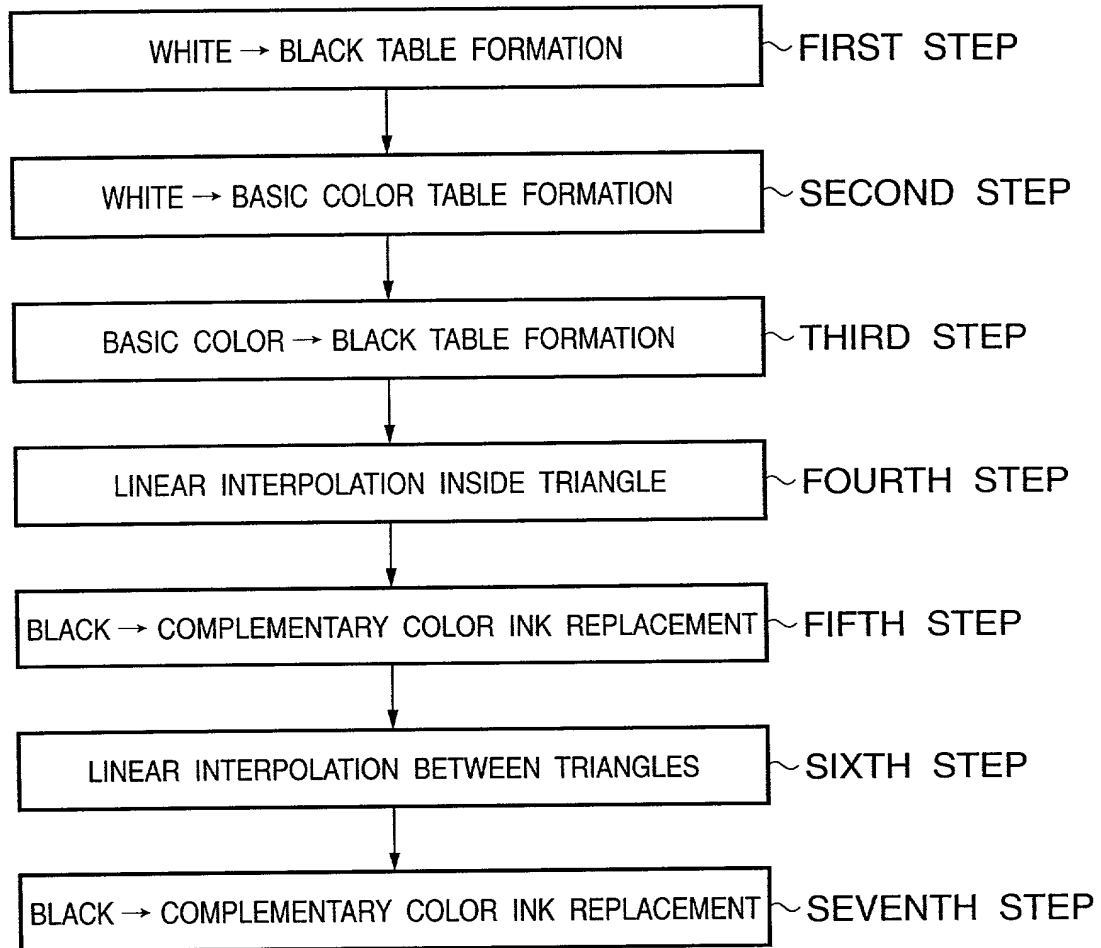 WHITE → BLACK TABLE FORMATION FIRST STEP
WHITE → BASIC COLOR TABLE FORMATION SECOND STEP
BASIC COLOR → BLACK TABLE FORMATION THIRD STEP
LINEAR INTERPOLATION INSIDE TRIANGLE FOURTH STEP
BLACK → COMPLEMENTARY COLOR INK REPLACEMENT FIFTH STEP
LINEAR INTERPOLATION BETWEEN TRIANGLES SIXTH STEP
BLACK → COMPLEMENTARY COLOR INK REPLACEMENT SEVENTH STEP